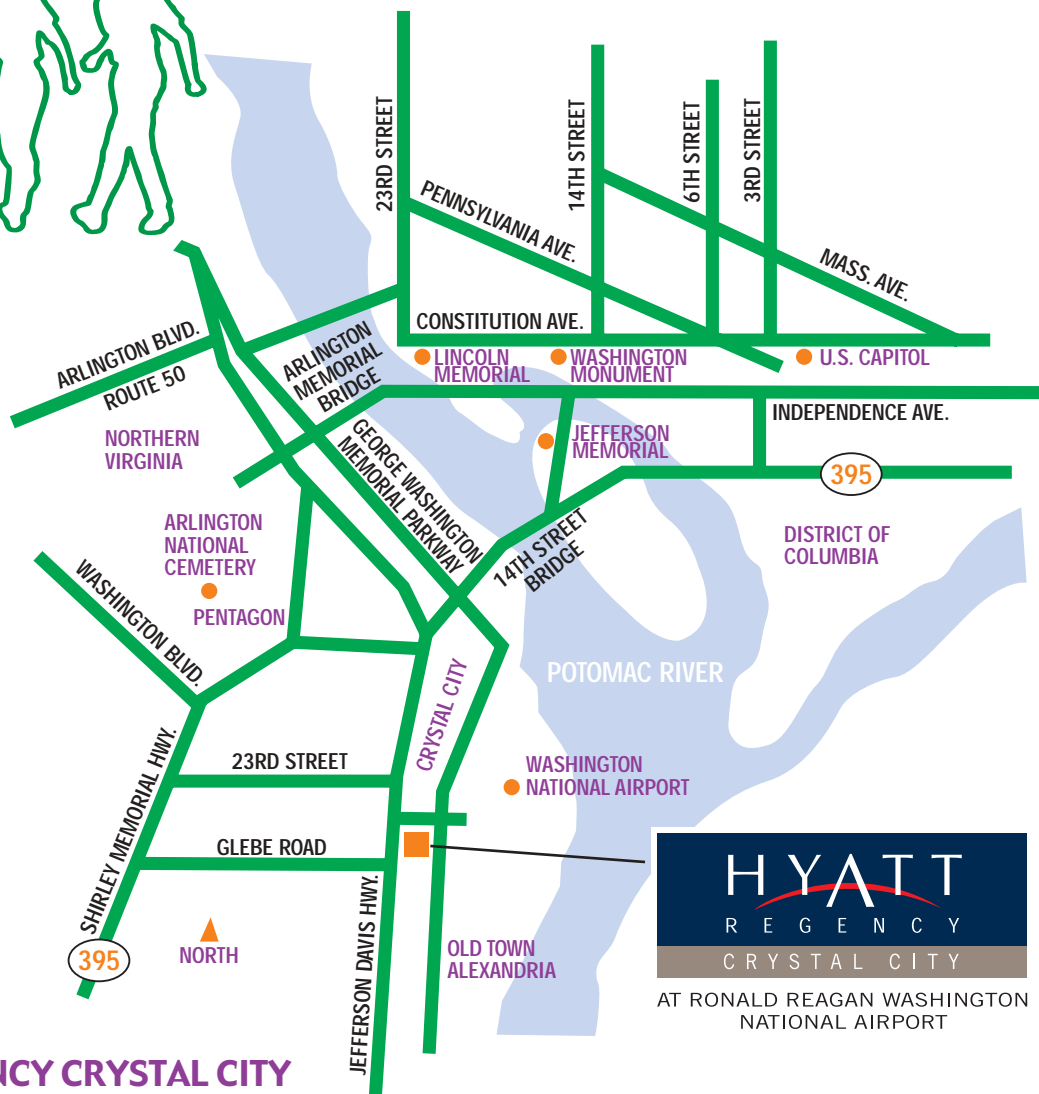 23RD STREET
14TH STREET
6TH STREET
3RD STREET
PENNSYLVANIA AVE.
MASS. AVE.
CONSTITUTION AVE.
ARLINGTON BLVD.
ROUTE 50
ARLINGTON
MEMORIAL
BRIDGE
LINCOLN
MEMORIAL
WASHINGTON
MONUMENT
U.S. CAPITOL
INDEPENDENCE AVE.
NORTHERN
VIRGINIA
GEORGE WASHINGTON
MEMORIAL PARKWAY
JEFFERSON
MEMORIAL
395
ARLINGTON
NATIONAL
CEMETERY
PENTAGON
14TH STREET
BRIDGE
DISTRICT OF
COLUMBIA
WASHINGTON BLVD.
POTOMAC RIVER
CRYSTAL CITY
SHIRLEY MEMORIAL HWY.
23RD STREET
WASHINGTON
NATIONAL AIRPORT
GLEBE ROAD
JEFFERSON DAVIS HWY.
395
NORTH
OLD TOWN
ALEXANDRIA
HYATT
REGENCY
CRYSTAL CITY
AT RONALD REAGAN WASHINGTON
NATIONAL AIRPORT
NCY CRYSTAL CITY